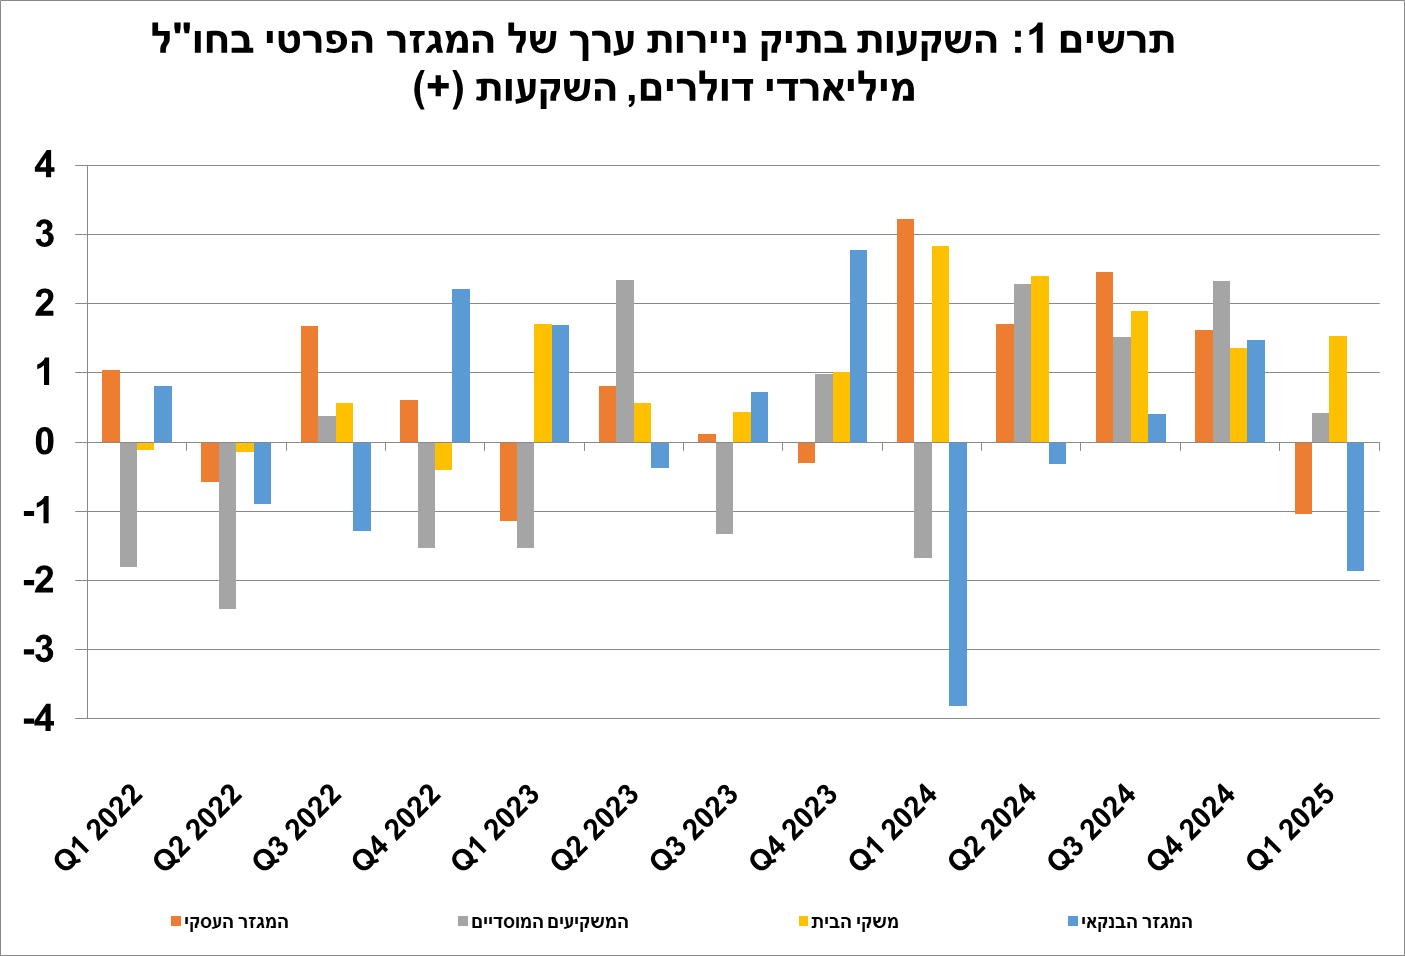 תרשים 1: השקעות בתיק ניירות ערך של המגזר הפרטי בחו"ל
מיליארדי דולרים, השקעות (+)
4
3
2
1
0
-1
-2
-3
-4
Q1 2022
Q2 2022
Q3 2022
Q4 2022
Q1 2023
Q2 2023
Q3 2023
Q4 2023
Q1 2024
Q2 2024
Q3 2024
Q4 2024
Q1 2025
המגזר העסקי
המשקיעים המוסדיים
משקי הבית
המגזר הבנקאי